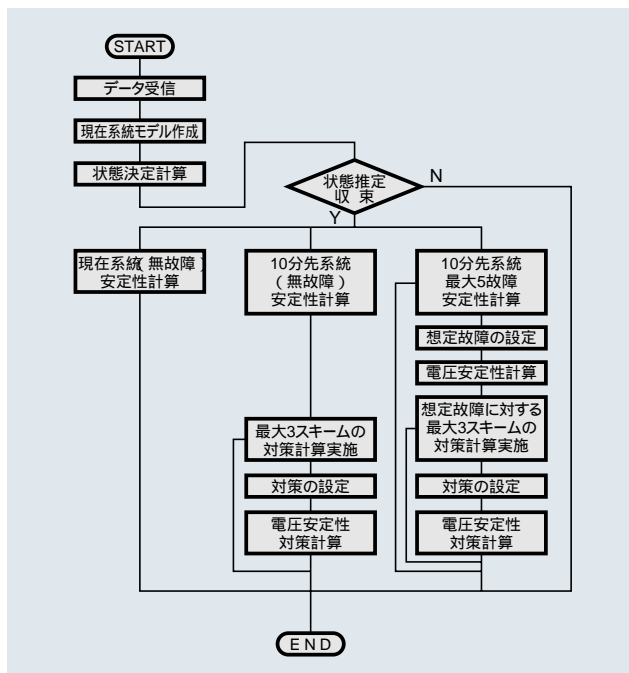 START
データ受信
現在系統モデル作成
状態決定計算
状態推定
収 束
N
Y
現在系統(無故障)
安定性計算
10分先系統
(無故障)
安定性計算
最大3スキームの
対策計算実施
対策の設定
電圧安定性
対策計算
10分先系統
最大5故障
安定性計算
想定故障の設定
電圧安定性計算
想定故障に対する
最大3スキームの
対策計算実施
対策の設定
電圧安定性
対策計算
E N D